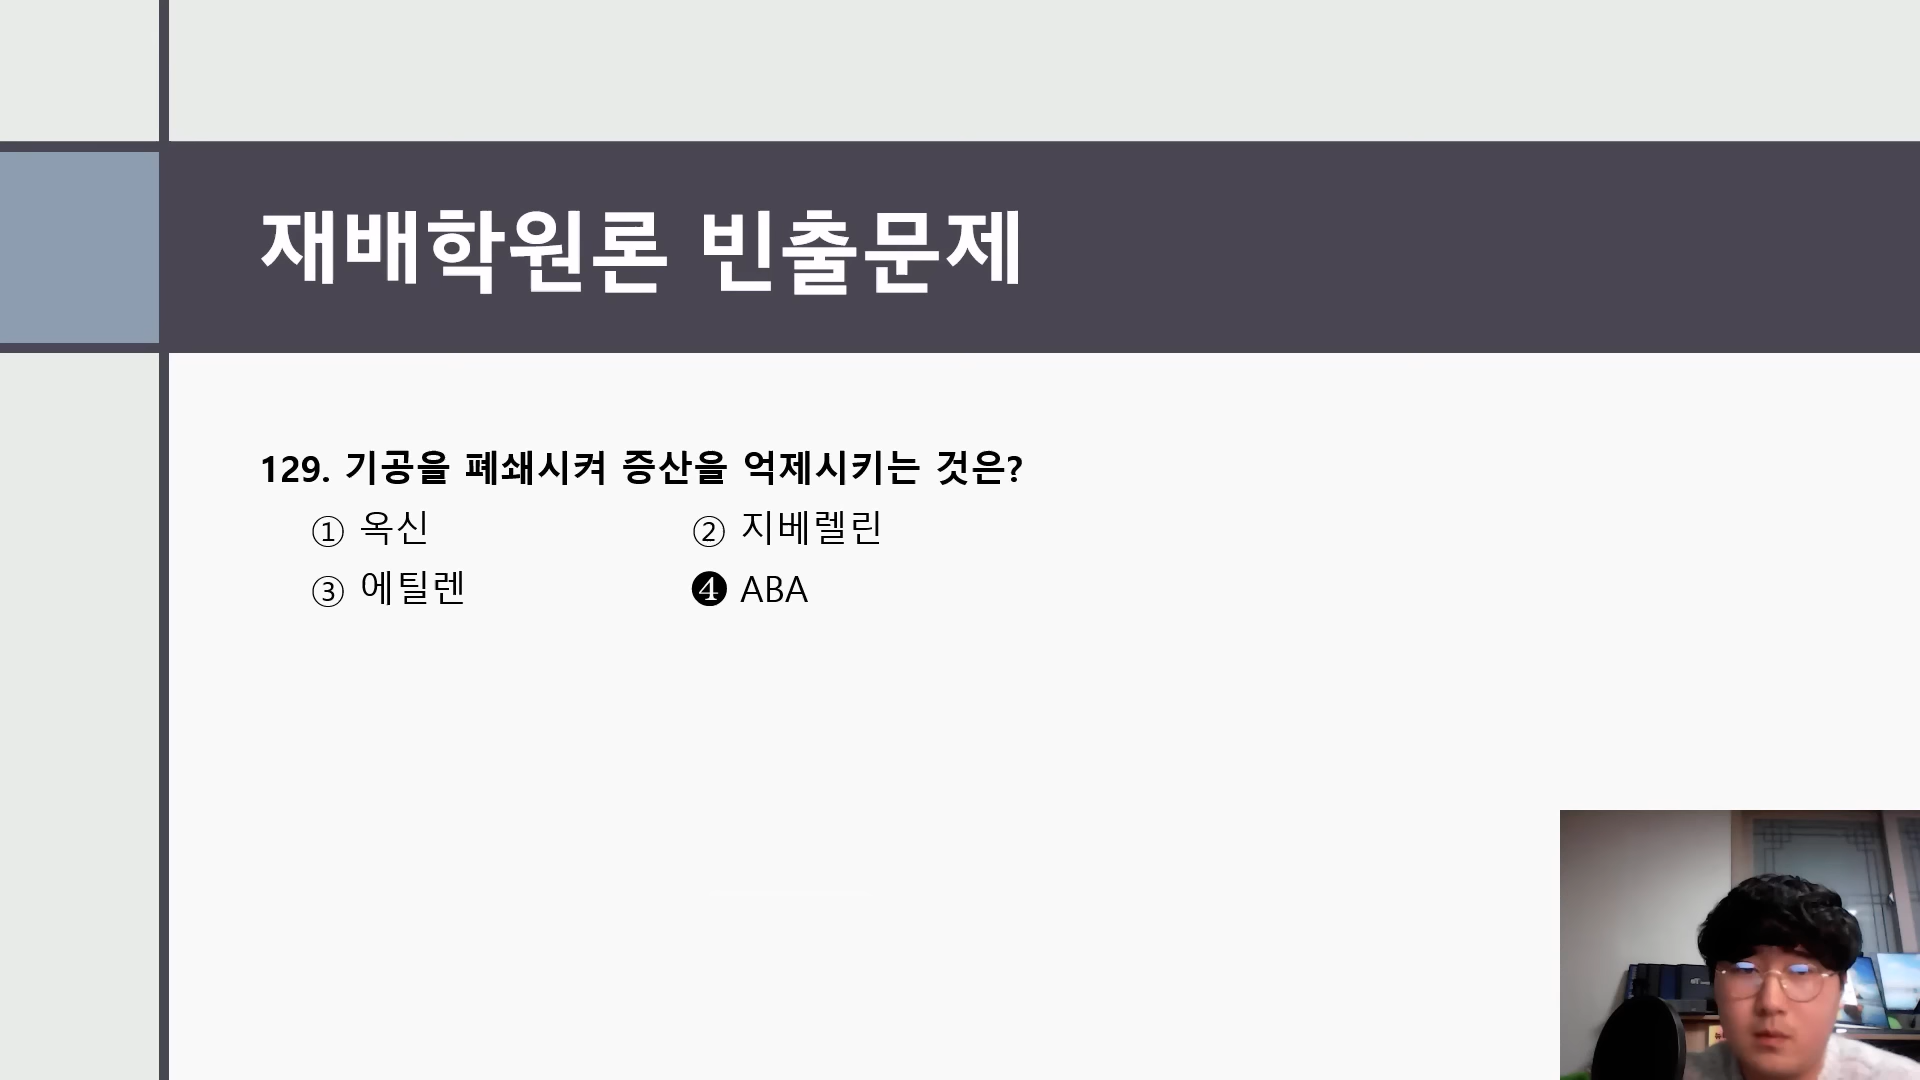 재배학원론 빈출문제
129. 기공을 폐쇄시켜 증산을 억제시키는 것은?
① 옥신 ② 지베렐린
③ 에틸렌 ❹ ABA